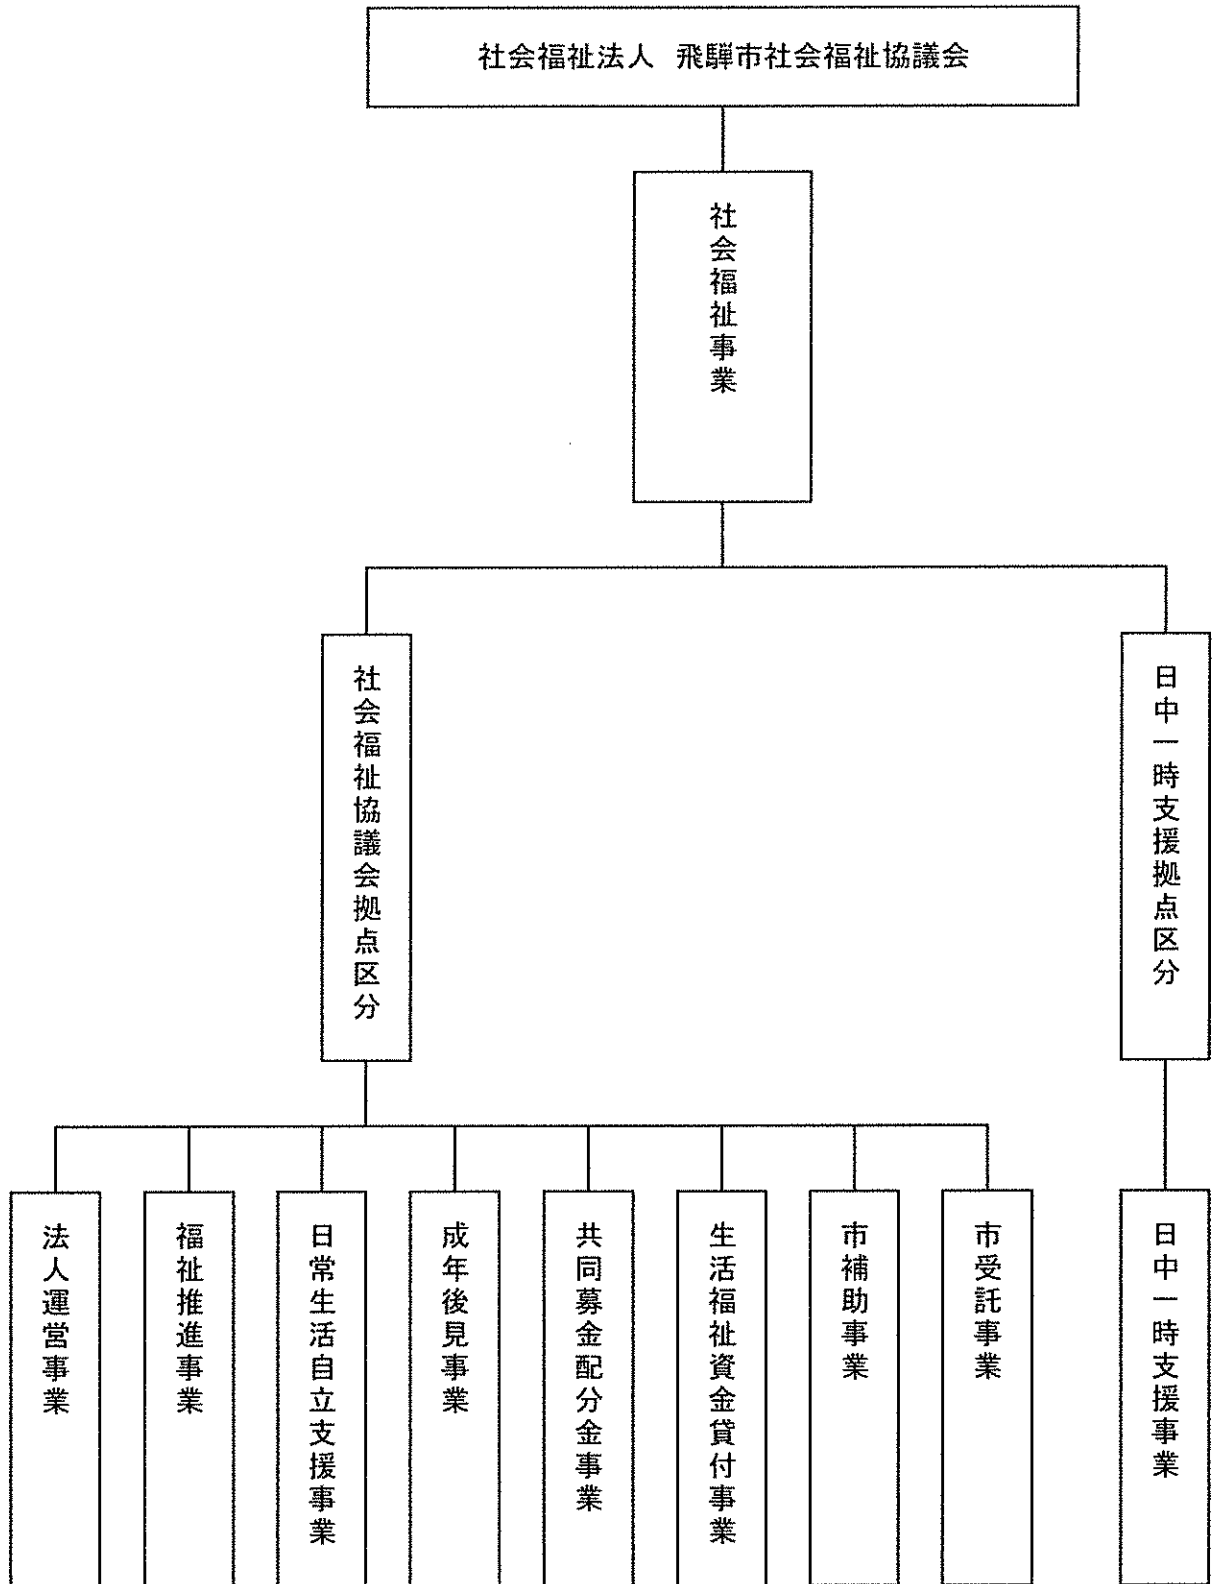 社会福祉法人 飛騨市社会福祉協議会
社会福祉事業
社会福祉協議会拠点区分
日中一時支援拠点区分
法人運営事業
福祉推進事業
日常生活自立支援事業
成年後見事業
共同募金配分金事業
生活福祉資金貸付事業
市補助事業
市受託事業
日中一時支援事業